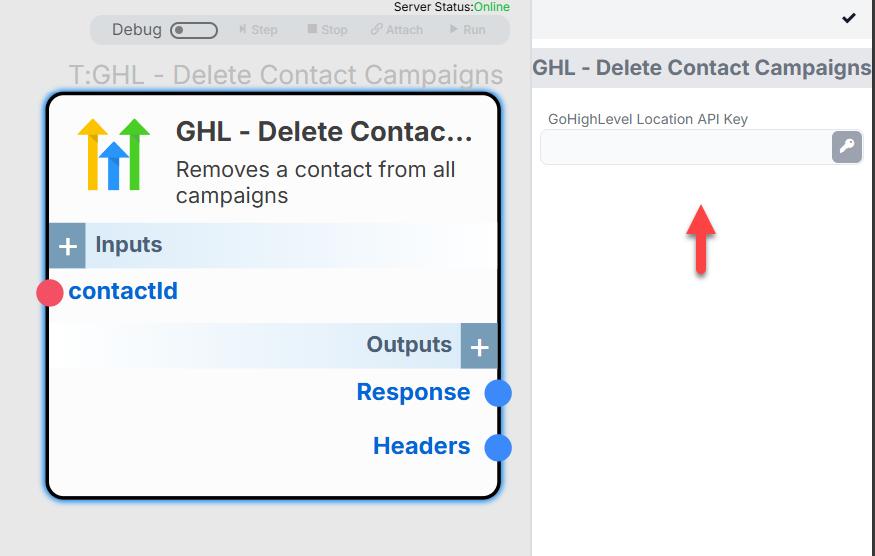 Server Status:Online
Debug Step Stop Attach Run
T:GHL - Delete Contact Campaigns
GHL - Delete Contac...
Removes a contact from all
campaigns
+ Inputs
contactId
Outputs +
Response
Headers
GHL - Delete Contact Campaigns
GoHighLevel Location API Key